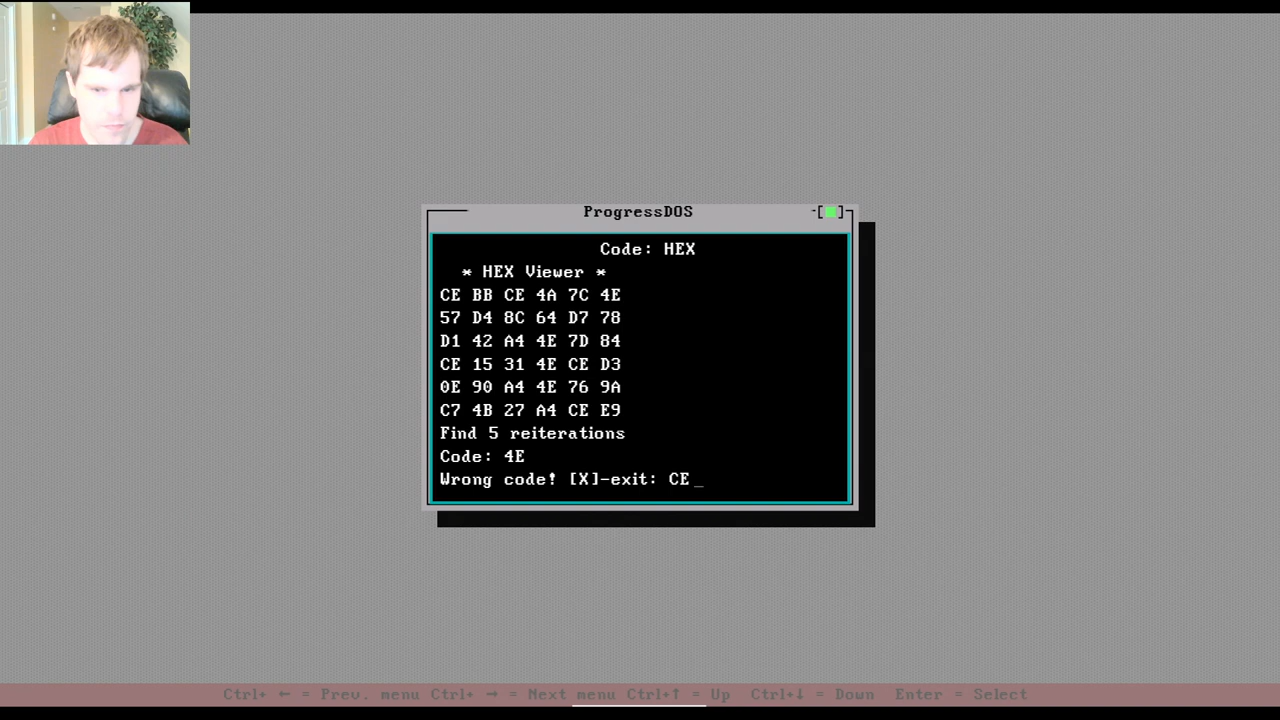 ProgressDOS
-[■]
Code: HEX
* HEX Viewer *
CE BB CE 4A 7C 4E
57 D4 8C 64 D7 78
D1 42 A4 4E 7D 84
CE 15 31 4E CE D3
0E 90 A4 4E 76 9A
C7 4B 27 A4 CE E9
Find 5 reiterations
Code: 4E
Wrong code! [X]-exit: CE_
Ctrl+ ← = Prev. menu Ctrl+ → = Next menu Ctrl+↑ = Up Ctrl+↓ = Down Enter = Select